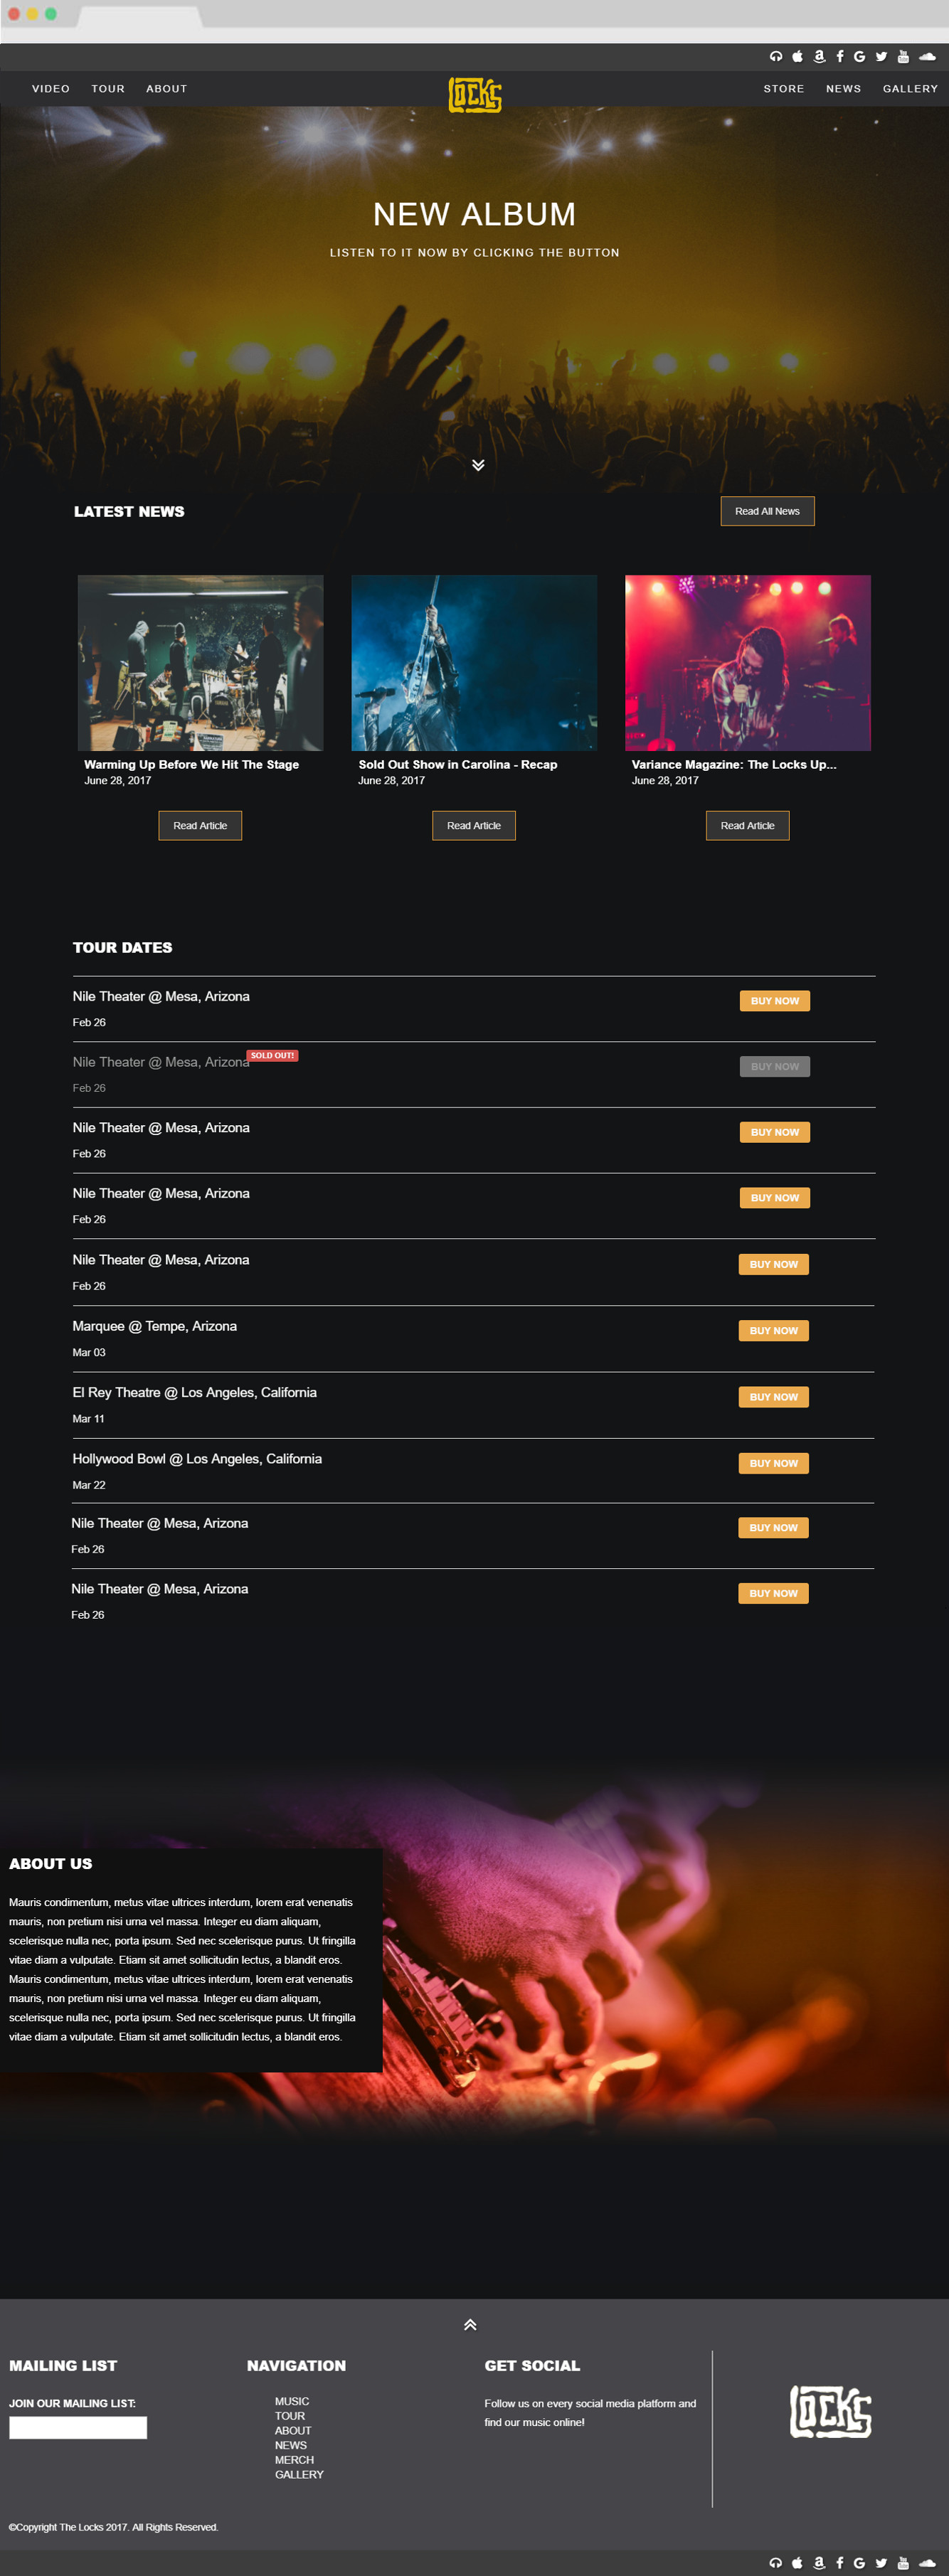 VIDEO TOUR ABOUT LOCKS STORE NEWS GALLERY
NEW ALBUM
LISTEN TO IT NOW BY CLICKING THE BUTTON
LATEST NEWS
Read All News
Warming Up Before We Hit The Stage
June 28, 2017
Read Article
Sold Out Show in Carolina - Recap
June 28, 2017
Read Article
Variance Magazine: The Locks Up...
June 28, 2017
Read Article
TOUR DATES
Nile Theater @ Mesa, Arizona
Feb 26
BUY NOW
Nile Theater @ Mesa, Arizona
SOLD OUT!
Feb 26
BUY NOW
Nile Theater @ Mesa, Arizona
Feb 26
BUY NOW
Nile Theater @ Mesa, Arizona
Feb 26
BUY NOW
Nile Theater @ Mesa, Arizona
Feb 26
BUY NOW
Marquee @ Tempe, Arizona
Mar 03
BUY NOW
El Rey Theatre @ Los Angeles, California
Mar 11
BUY NOW
Hollywood Bowl @ Los Angeles, California
Mar 22
BUY NOW
Nile Theater @ Mesa, Arizona
Feb 26
BUY NOW
Nile Theater @ Mesa, Arizona
Feb 26
BUY NOW
ABOUT US
Mauris condimentum, metus vitae ultrices interdum, lorem erat venenatis
mauris, non pretium nisi urna vel massa. Integer eu diam aliquam,
scelerisque nulla nec, porta ipsum. Sed nec scelerisque purus. Ut fringilla
vitae diam a vulputate. Etiam sit amet sollicitudin lectus, a blandit eros.
Mauris condimentum, metus vitae ultrices interdum, lorem erat venenatis
mauris, non pretium nisi urna vel massa. Integer eu diam aliquam,
scelerisque nulla nec, porta ipsum. Sed nec scelerisque purus. Ut fringilla
vitae diam a vulputate. Etiam sit amet sollicitudin lectus, a blandit eros.
MAILING LIST
JOIN OUR MAILING LIST:
NAVIGATION
MUSIC
TOUR
ABOUT
NEWS
MERCH
GALLERY
GET SOCIAL
Follow us on every social media platform and
find our music online!
LOCKS
©Copyright The Locks 2017. All Rights Reserved.